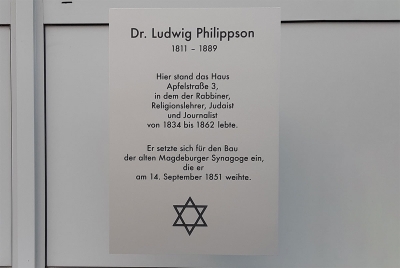 Dr. Ludwig Philippson
1811 – 1889
Hier stand das Haus
Apfelstraße 3,
in dem der Rabbiner,
Religionslehrer, Judaist
und Journalist
von 1834 bis 1862 lebte.
Er setzte sich für den Bau
der alten Magdeburger Synagoge ein,
die er
am 14. September 1851 weihte.